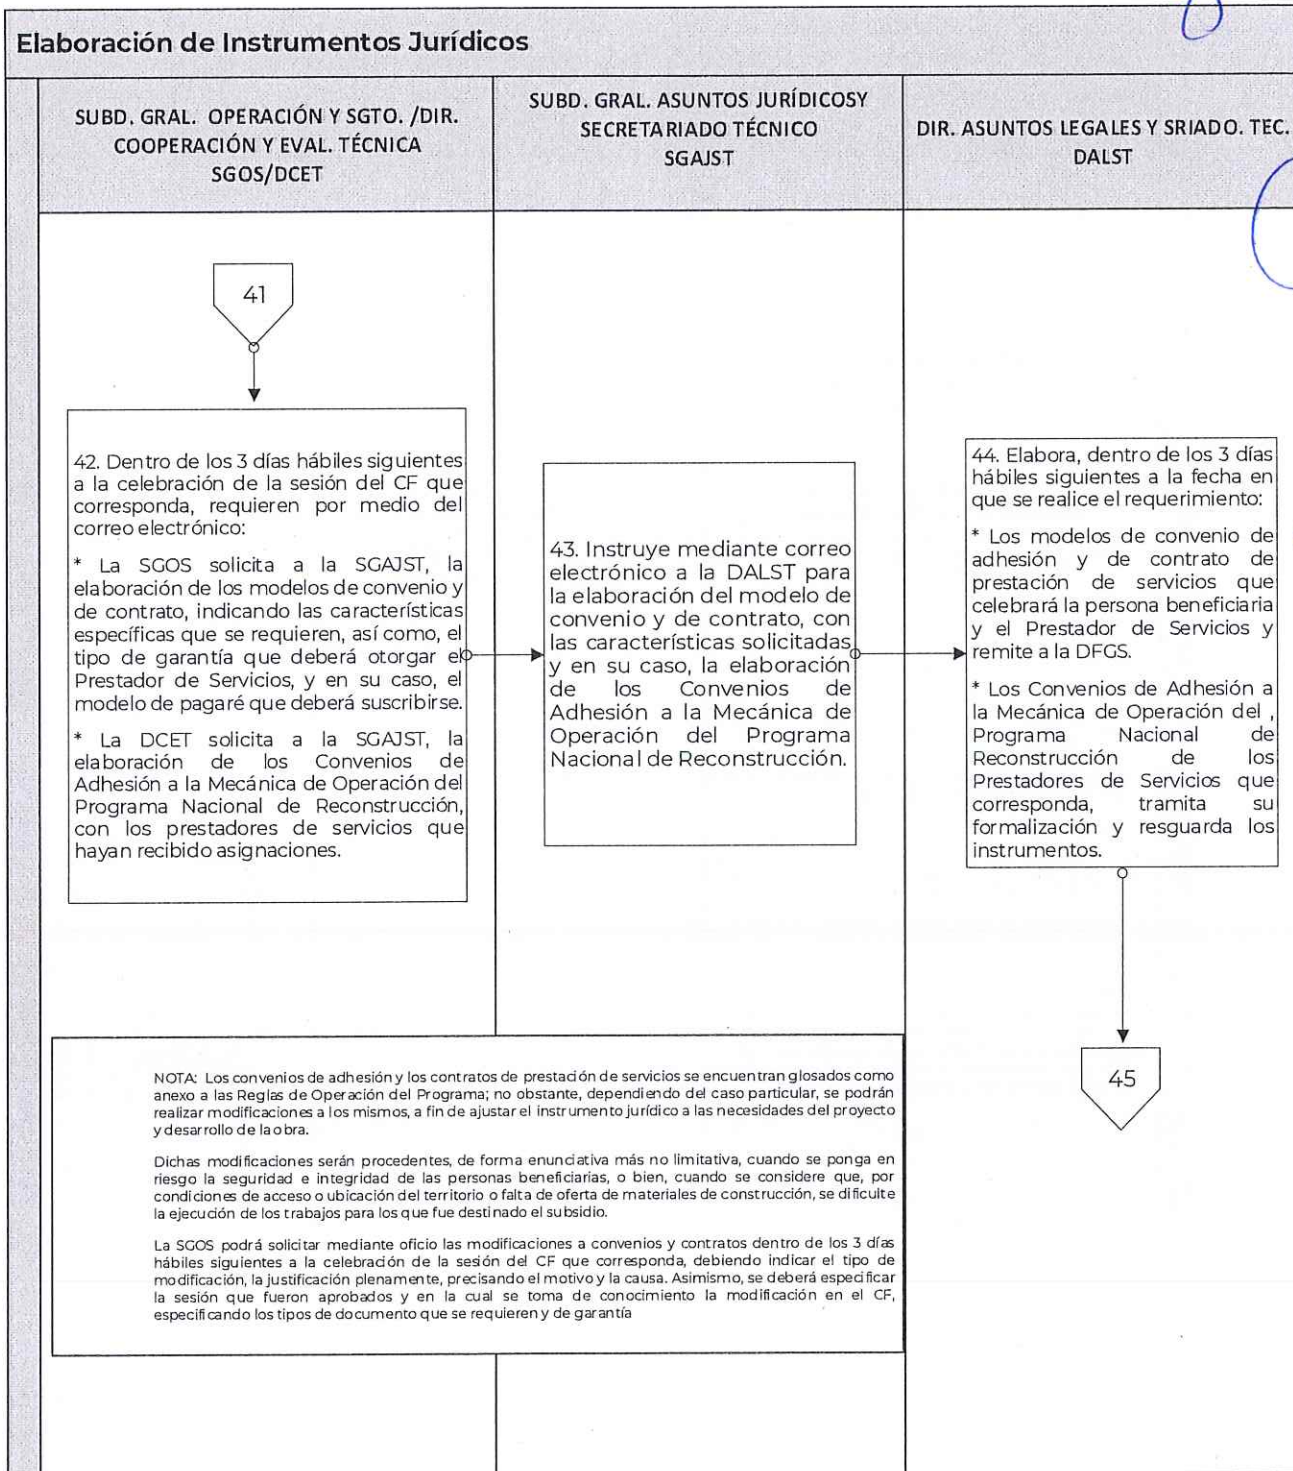 Elaboración de Instrumentos Jurídicos
SUBD. GRAL. OPERACIÓN Y SGTO. /DIR.
COOPERACIÓN Y EVAL. TÉCNICA
SGOS/DCET
SUBD. GRAL. ASUNTOS JURÍDICOSY
SECRETARIADO TÉCNICO
SGAJST
DIR. ASUNTOS LEGALES Y SRIADO. TEC.
DALST
41
42. Dentro de los 3 días hábiles siguientes
a la celebración de la sesión del CF que
corresponda, requieren por medio del
correo electrónico:
* La SGOS solicita a la SGAJST, la
elaboración de los modelos de convenio y
de contrato, indicando las características
específicas que se requieren, así como, el
tipo de garantía que deberá otorgar el
Prestador de Servicios, y en su caso, el
modelo de pagaré que deberá suscribirse.
* La DCET solicita a la SGAJST, la
elaboración de los Convenios de
Adhesión a la Mecánica de Operación del
Programa Nacional de Reconstrucción,
con los prestadores de servicios que
hayan recibido asignaciones.
43. Instruye mediante correo
electrónico a la DALST para
la elaboración del modelo de
convenio y de contrato, con
las características solicitadas
y en su caso, la elaboración
de los Convenios de
Adhesión a la Mecánica de
Operación del Programa
Nacional de Reconstrucción.
44. Elabora, dentro de los 3 días
hábiles siguientes a la fecha en
que se realice el requerimiento:
* Los modelos de convenio de
adhesión y de contrato de
prestación de servicios que
celebrará la persona beneficiaria
y el Prestador de Servicios y
remite a la DFGS.
* Los Convenios de Adhesión a
la Mecánica de Operación del ,
Programa Nacional de
Reconstrucción de los
Prestadores de Servicios que
corresponda, tramita su
formalización y resguarda los
instrumentos.
45
NOTA: Los convenios de adhesión y los contratos de prestación de servicios se encuentran glosados como
anexo a las Reglas de Operación del Programa; no obstante, dependiendo del caso particular, se podrán
realizar modificaciones a los mismos, a fin de ajustar el instrumento jurídico a las necesidades del proyecto
y desarrollo de la obra.
Dichas modificaciones serán procedentes, de forma enunciativa más no limitativa, cuando se ponga en
riesgo la seguridad e integridad de las personas beneficiarias, o bien, cuando se considere que, por
condiciones de acceso o ubicación del territorio o falta de oferta de materiales de construcción, se dificulte
la ejecución de los trabajos para los que fue destinado el subsidio.
La SGOS podrá solicitar mediante oficio las modificaciones a convenios y contratos dentro de los 3 días
hábiles siguientes a la celebración de la sesión del CF que corresponda, debiendo indicar el tipo de
modificación, la justificación plenamente, precisando el motivo y la causa. Asimismo, se deberá especificar
la sesión que fueron aprobados y en la cual se toma de conocimiento la modificación en el CF,
especificando los tipos de documento que se requieren y de garantía